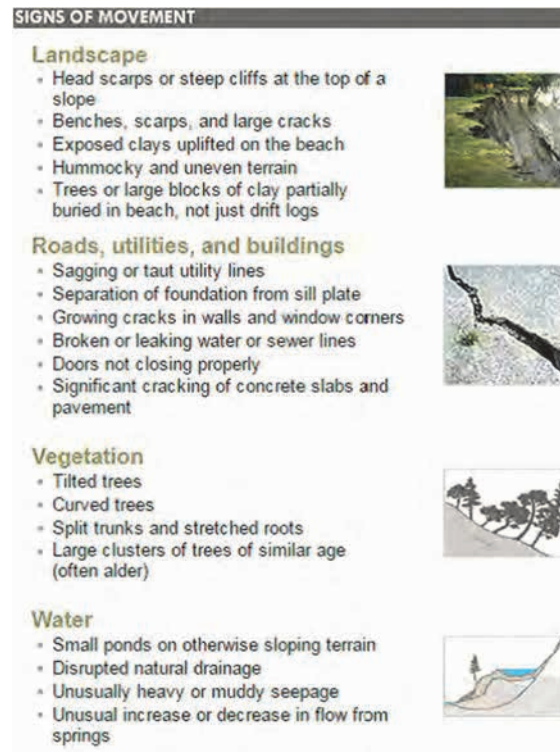 SIGNS OF MOVEMENT
Landscape
• Head scarps or steep cliffs at the top of a
slope
• Benches, scarps, and large cracks
• Exposed clays uplifted on the beach
• Hummocky and uneven terrain
• Trees or large blocks of clay partially
buried in beach, not just drift logs
Roads, utilities, and buildings
• Sagging or taut utility lines
• Separation of foundation from sill plate
• Growing cracks in walls and window corners
• Broken or leaking water or sewer lines
• Doors not closing properly
• Significant cracking of concrete slabs and
pavement
Vegetation
• Tilted trees
• Curved trees
• Split trunks and stretched roots
• Large clusters of trees of similar age
(often alder)
Water
• Small ponds on otherwise sloping terrain
• Disrupted natural drainage
• Unusually heavy or muddy seepage
• Unusual increase or decrease in flow from
springs